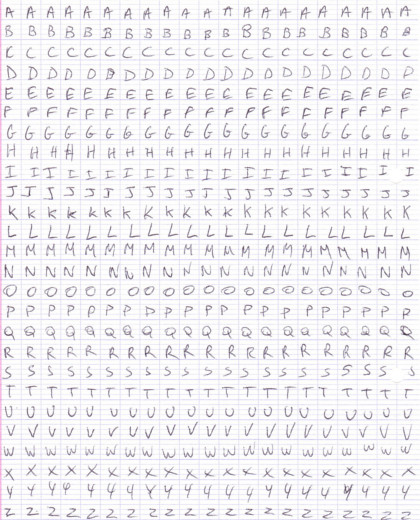 A A A A A A A A A A A A A A A A A A A A A
B B B B B B B B B B B B B B B B B B B B B
C C C C C C C C C C C C C C C C C C C C C
D D D D D D D D D D D D D D D D D D D D D
E E E E E E E E E E E E E E E E E E E E E
F F F F F F F F F F F F F F F F F F F F F
G G G G G G G G G G G G G G G G G G G G G
H H H H H H H H H H H H H H H H H H H H H
I I I I I I I I I I I I I I I I I I I I I
J J J J J J J J J J J J J J J J J J J J J
K K K K K K K K K K K K K K K K K K K K K
L L L L L L L L L L L L L L L L L L L L L
M M M M M M M M M M M M M M M M M M M M M
N N N N N N N N N N N N N N N N N N N N N
O O O O O O O O O O O O O O O O O O O O O
P P P P P P P P P P P P P P P P P P P P P
Q Q Q Q Q Q Q Q Q Q Q Q Q Q Q Q Q Q Q Q Q
R R R R R R R R R R R R R R R R R R R R R
S S S S S S S S S S S S S S S S S S S S S
T T T T T T T T T T T T T T T T T T T T T
U U U U U U U U U U U U U U U U U U U U U
V V V V V V V V V V V V V V V V V V V V V
W W W W W W W W W W W W W W W W W W W W W
X X X X X X X X X X X X X X X X X X X X X
Y Y Y Y Y Y Y Y Y Y Y Y Y Y Y Y Y Y Y Y Y
Z Z Z Z Z Z Z Z Z Z Z Z Z Z Z Z Z Z Z Z Z